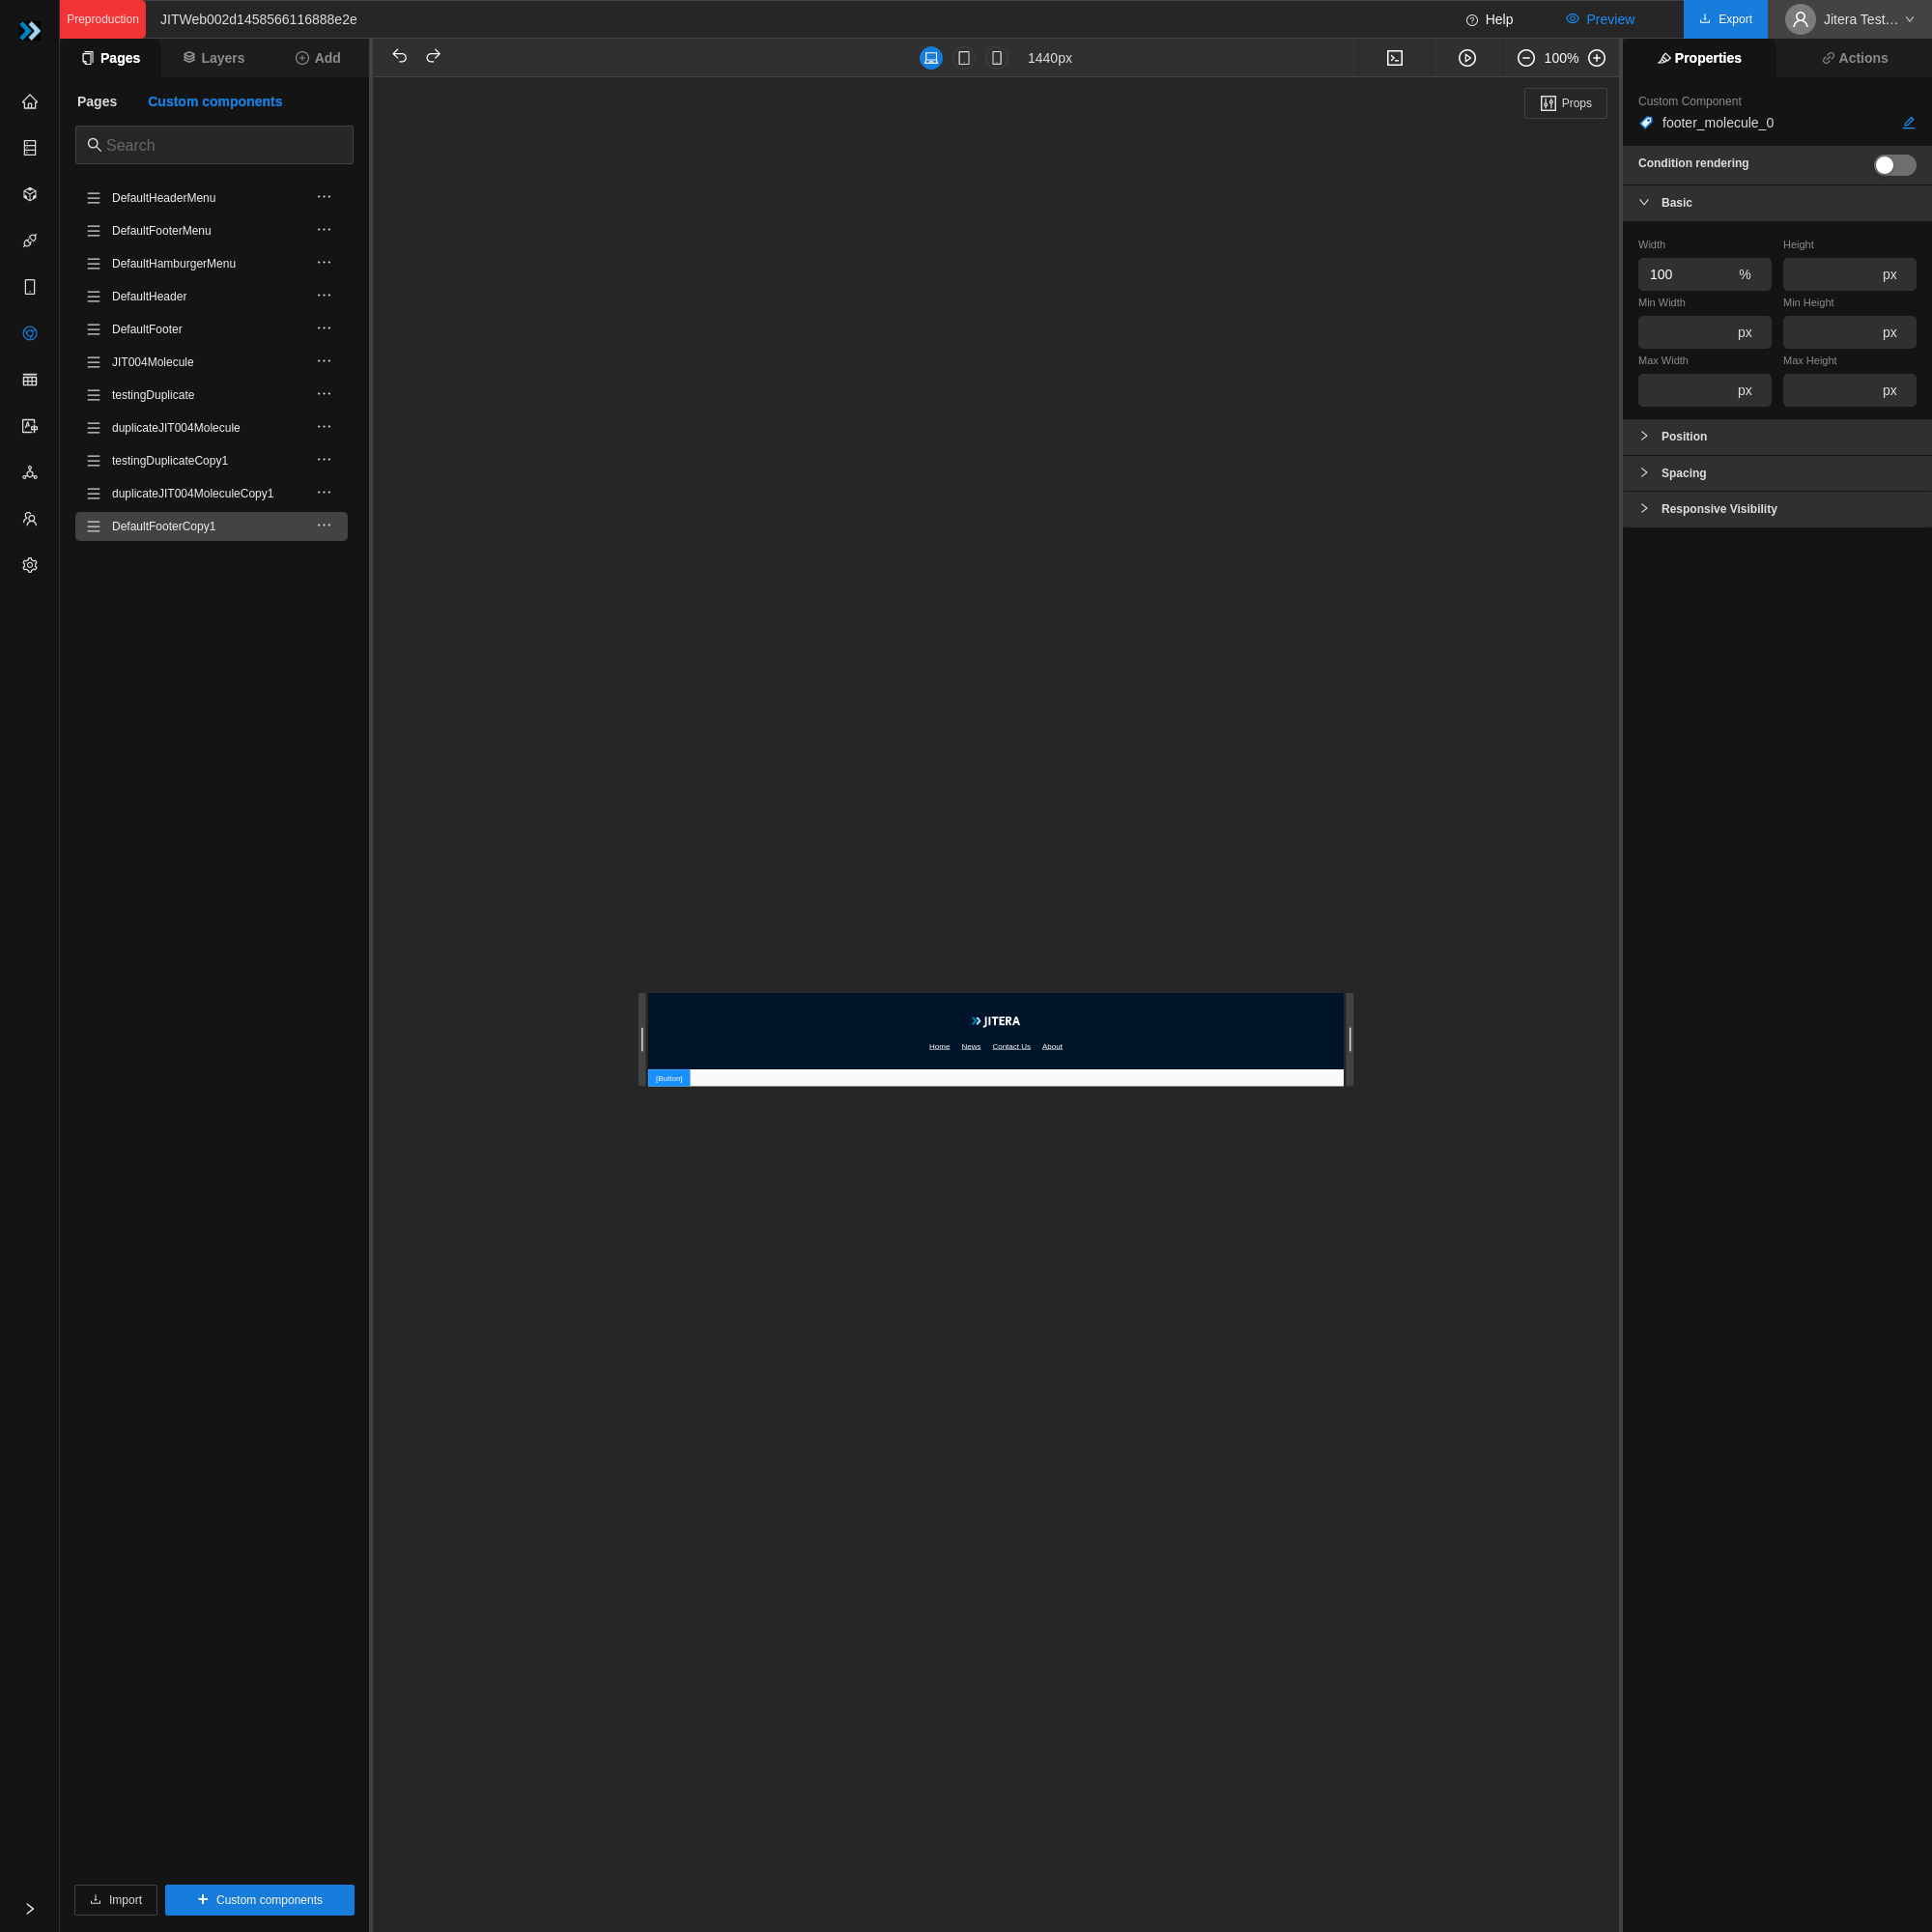 Preproduction
JITWeb002d1458566116888e2e
Help
Preview
Export
Jitera Test...
Pages
Layers
Add
1440px
100%
Properties
Actions
Pages
Custom components
Search
DefaultHeaderMenu
DefaultFooterMenu
DefaultHamburgerMenu
DefaultHeader
DefaultFooter
JIT004Molecule
testingDuplicate
duplicateJIT004Molecule
testingDuplicateCopy1
duplicateJIT004MoleculeCopy1
DefaultFooterCopy1
Import
Custom components
Props
JITERA
Home News Contact Us About
[Button]
Custom Component
footer_molecule_0
Condition rendering
Basic
Width Height
100 % px
Min Width Min Height
px px
Max Width Max Height
px px
Position
Spacing
Responsive Visibility